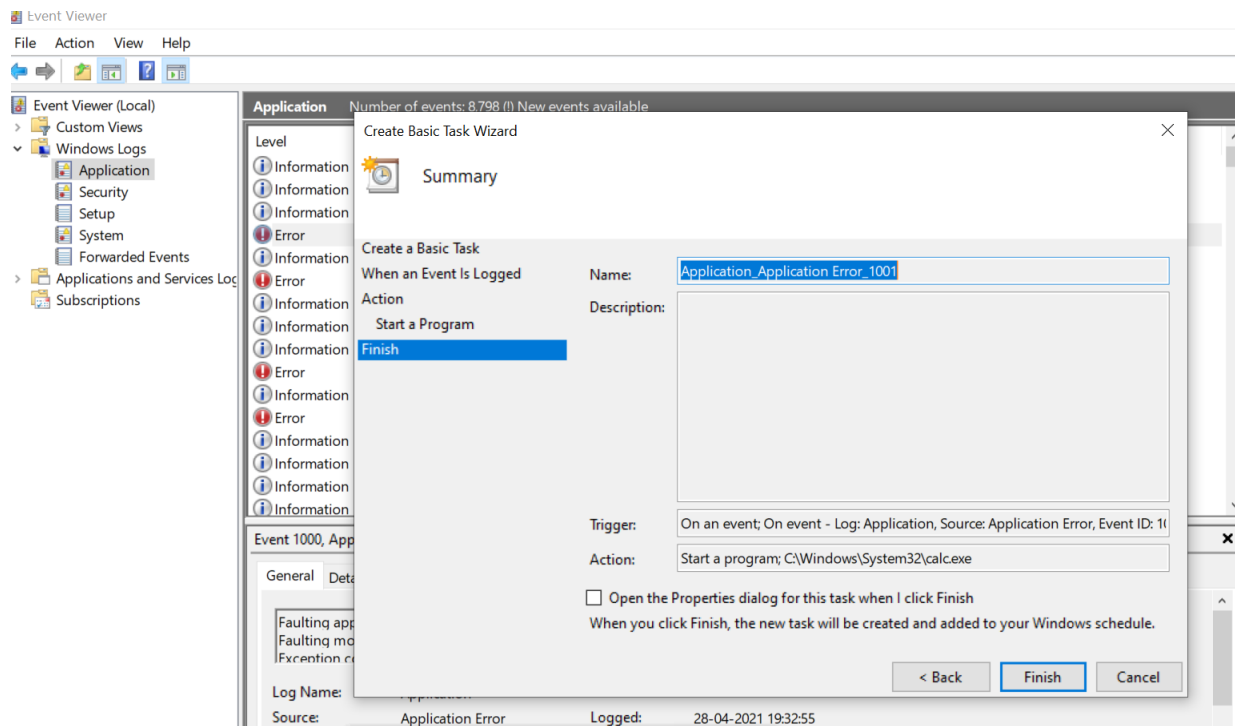 Event Viewer
File Action View Help
Event Viewer (Local)
Custom Views
Windows Logs
Application
Security
Setup
System
Forwarded Events
Applications and Services
Subscriptions
Application Number of events: 8,798 (!) New events available
Level
Information
Information
Information
Error
Information
Error
Information
Information
Information
Error
Information
Error
Information
Information
Information
Information
Event 1000,
General
Faulting
Exception
Log Name:
Source: Application Error Logged: 28-04-2021 19:32:55
Create Basic Task Wizard
Summary
Create a Basic Task
When an Event Is Logged
Action
Start a Program
Finish
Name: Application_Application Error_1001
Description:
Trigger: On an event; On event - Log: Application, Source: Application Error, Event ID:
Action: Start a program; C:\Windows\System32\calc.exe
Open the Properties dialog for this task when I click Finish
When you click Finish, the new task will be created and added to your Windows schedule.
< Back Finish Cancel